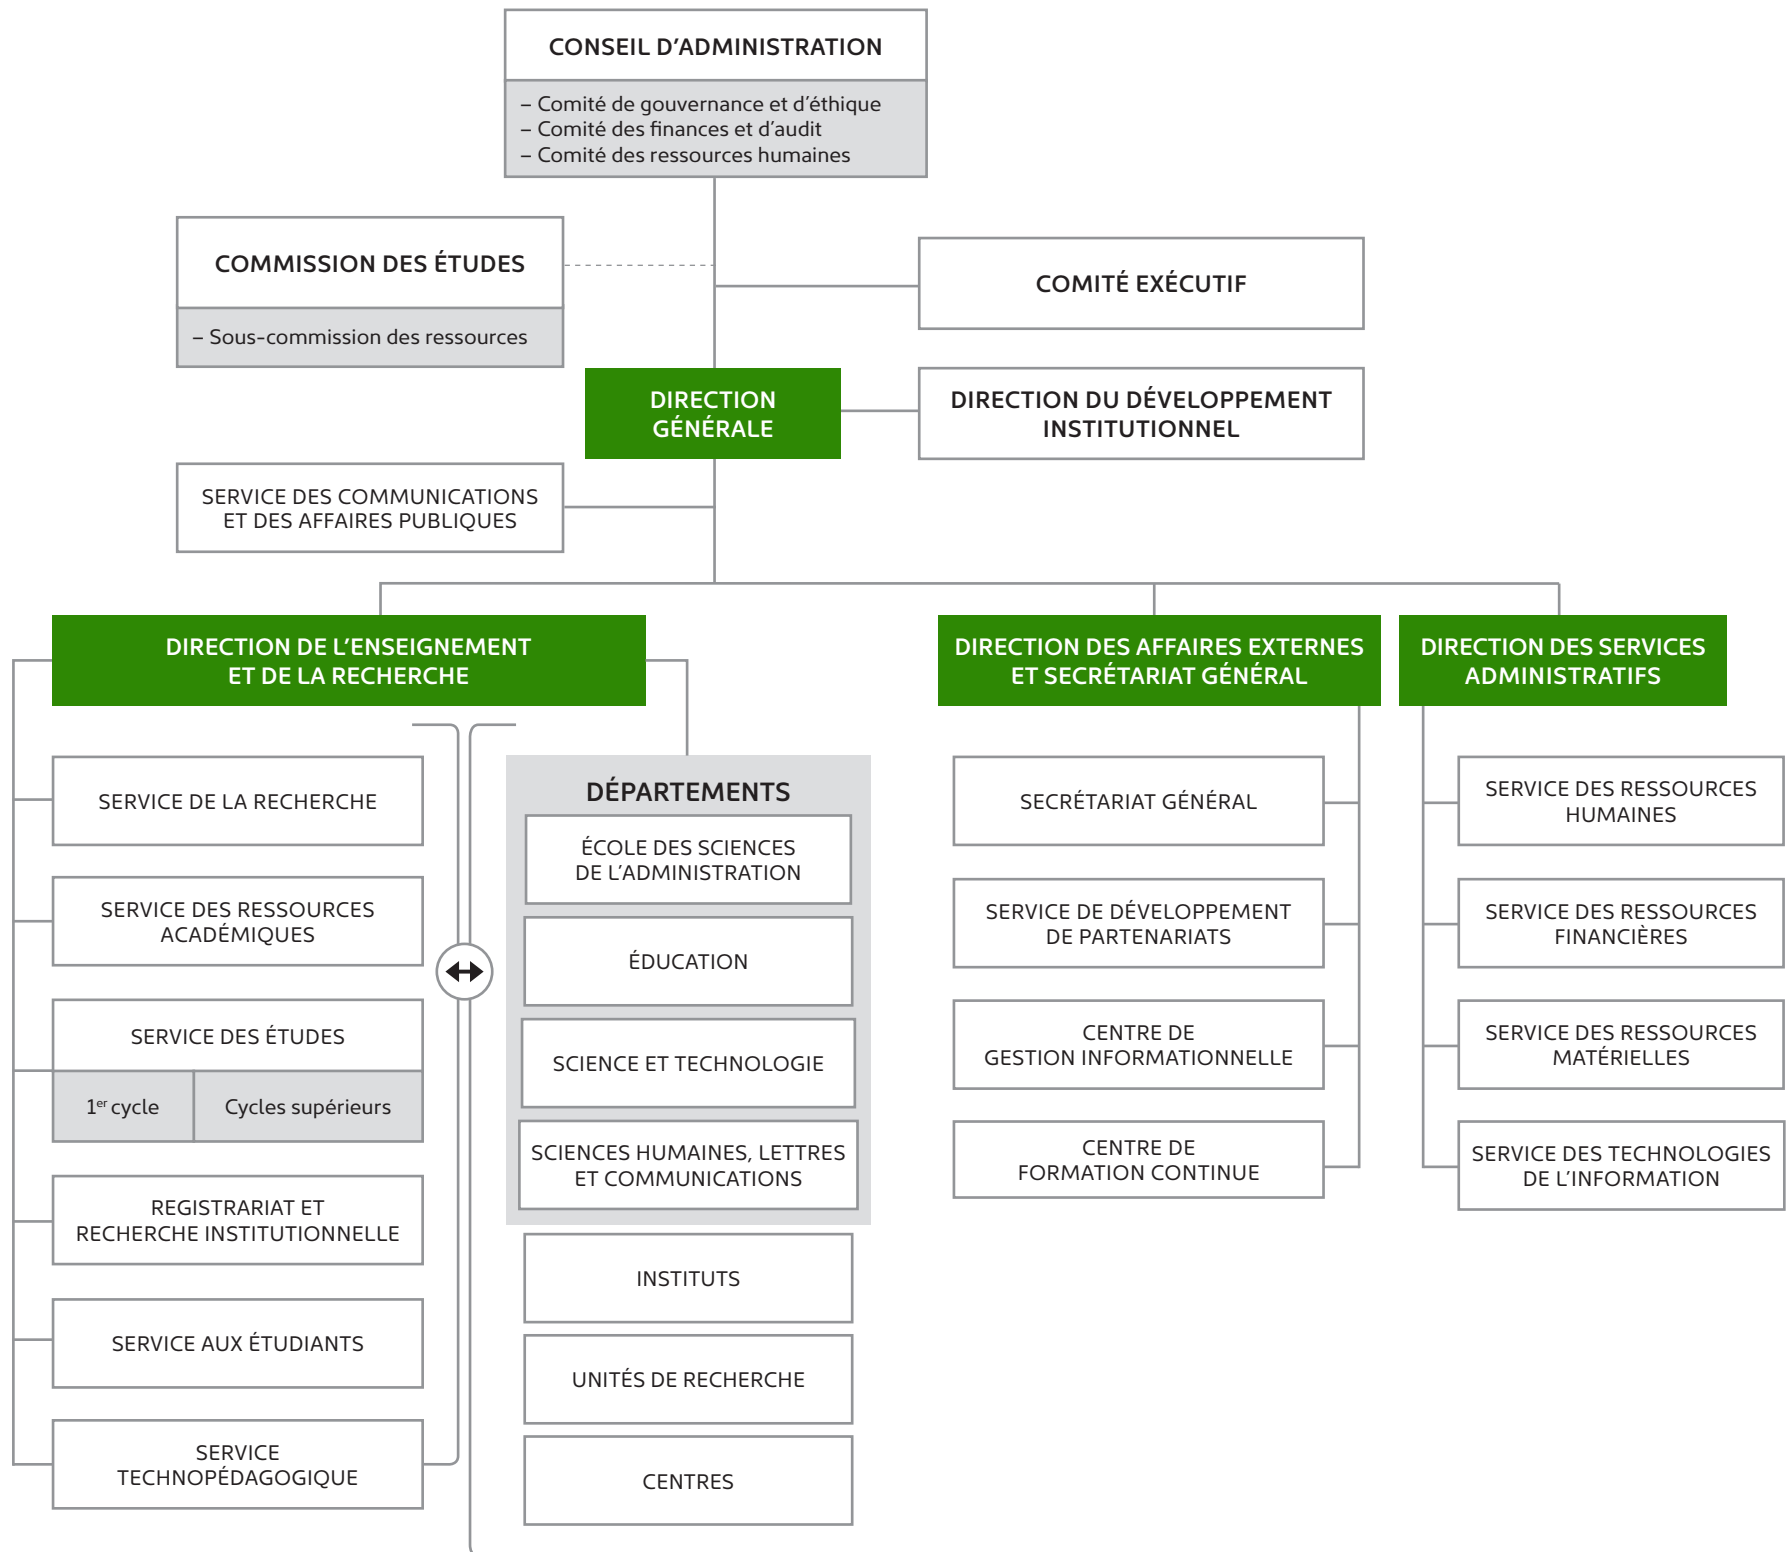 CONSEIL D’ADMINISTRATION
– Comité de gouvernance et d’éthique
– Comité des finances et d’audit
– Comité des ressources humaines
COMMISSION DES ÉTUDES
– Sous-commission des ressources
COMITÉ EXÉCUTIF
DIRECTION
GÉNÉRALE
DIRECTION DU DÉVELOPPEMENT
INSTITUTIONNEL
SERVICE DES COMMUNICATIONS
ET DES AFFAIRES PUBLIQUES
DIRECTION DE L’ENSEIGNEMENT
ET DE LA RECHERCHE
SERVICE DE LA RECHERCHE
SERVICE DES RESSOURCES
ACADÉMIQUES
SERVICE DES ÉTUDES
1er cycle
Cycles supérieurs
REGISTRARIAT ET
RECHERCHE INSTITUTIONNELLE
SERVICE AUX ÉTUDIANTS
SERVICE
TECHNOPÉDAGOGIQUE
DÉPARTEMENTS
ÉCOLE DES SCIENCES
DE L’ADMINISTRATION
ÉDUCATION
SCIENCE ET TECHNOLOGIE
SCIENCES HUMAINES, LETTRES
ET COMMUNICATIONS
INSTITUTS
UNITÉS DE RECHERCHE
CENTRES
DIRECTION DES AFFAIRES EXTERNES
ET SECRÉTARIAT GÉNÉRAL
SECRÉTARIAT GÉNÉRAL
SERVICE DE DÉVELOPPEMENT
DE PARTENARIATS
CENTRE DE
GESTION INFORMATIONNELLE
CENTRE DE
FORMATION CONTINUE
DIRECTION DES SERVICES
ADMINISTRATIFS
SERVICE DES RESSOURCES
HUMAINES
SERVICE DES RESSOURCES
FINANCIÈRES
SERVICE DES RESSOURCES
MATÉRIELLES
SERVICE DES TECHNOLOGIES
DE L’INFORMATION